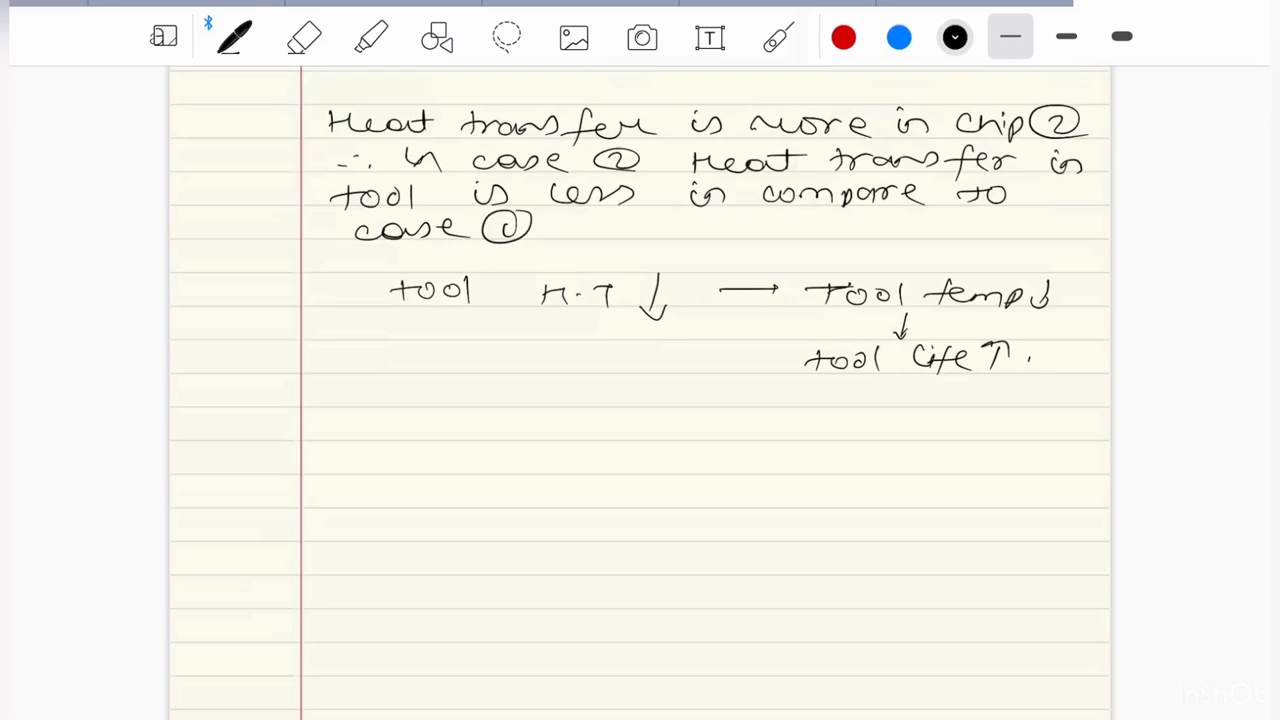 Heat transfer is more in chip ②
∴ In case ② Heat transfer in
tool is less in compare to
case ①
tool H.T ↓ → Tool temp ↓
↓
tool life ↑.
InShOt